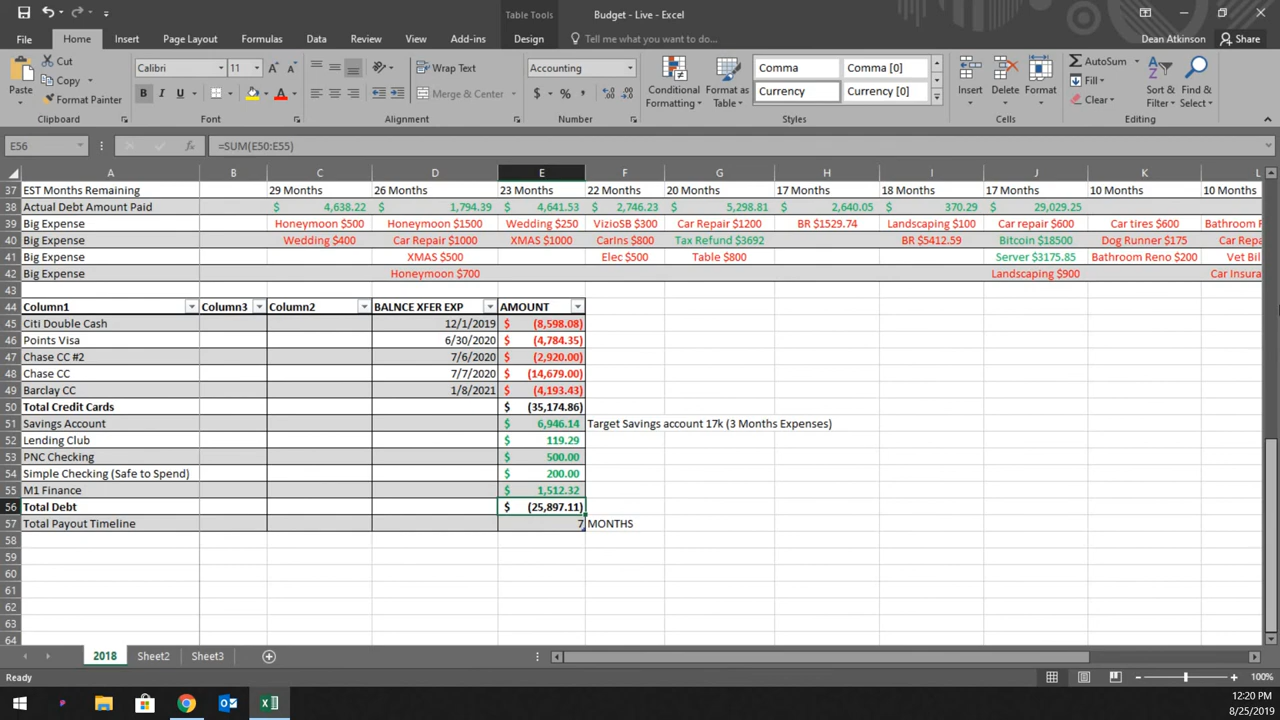 Table Tools
Budget - Live - Excel
Dean Atkinson
Share
File Home Insert Page Layout Formulas Data Review View Add-ins Design Tell me what you want to do...
Paste
Cut
Copy
Format Painter
Clipboard
Calibri 11
B I U
Font
Wrap Text
Merge & Center
Alignment
Accounting
$ % ,
Number
Conditional Formatting
Format as Table
Comma Comma [0]
Currency Currency [0]
Styles
Insert Delete Format
Cells
AutoSum
Fill
Clear
Sort & Filter
Find & Select
Editing
E56 =SUM(E50:E55)
A B C D E F G H I J K L
37 EST Months Remaining 29 Months 26 Months 23 Months 22 Months 20 Months 17 Months 18 Months 17 Months 10 Months 10 Months
38 Actual Debt Amount Paid $ 4,638.22 $ 1,794.39 $ 4,641.53 $ 2,746.23 $ 5,298.81 $ 2,640.05 $ 370.29 $ 29,029.25
39 Big Expense Honeymoon $500 Honeymoon $1500 Wedding $250 VizioSB $300 Car Repair $1200 BR $1529.74 Landscaping $100 Car repair $600 Car tires $600 Bathroom
40 Big Expense Wedding $400 Car Repair $1000 XMAS $1000 CarIns $800 Tax Refund $3692 BR $5412.59 Bitcoin $18500 Dog Runner $175 Car Repa
41 Big Expense XMAS $500 Elec $500 Table $800 Server $3175.85 Bathroom Reno $200 Vet Bil
42 Big Expense Honeymoon $700 Landscaping $900 Car Insura
43
44 Column1 Column3 Column2 BALNCE XFER EXP AMOUNT
45 Citi Double Cash 12/1/2019 $ (8,598.08)
46 Points Visa 6/30/2020 $ (4,784.35)
47 Chase CC #2 7/6/2020 $ (2,920.00)
48 Chase CC 7/7/2020 $ (14,679.00)
49 Barclay CC 1/8/2021 $ (4,193.43)
50 Total Credit Cards $ (35,174.86)
51 Savings Account $ 6,946.14 Target Savings account 17k (3 Months Expenses)
52 Lending Club $ 119.29
53 PNC Checking $ 500.00
54 Simple Checking (Safe to Spend) $ 200.00
55 M1 Finance $ 1,512.32
56 Total Debt $ (25,897.11)
57 Total Payout Timeline 7 MONTHS
58
59
60
61
62
63
64
2018 Sheet2 Sheet3
Ready
100%
12:20 PM
8/25/2019